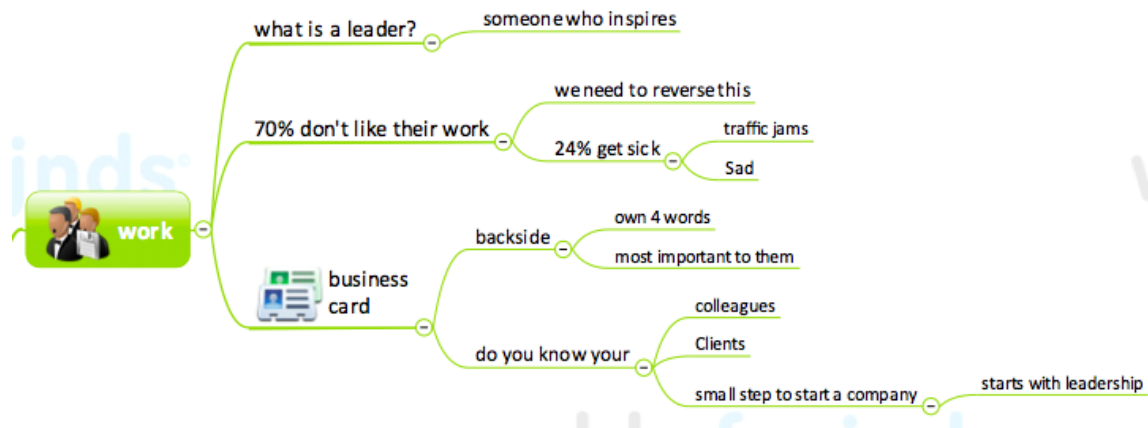 what is a leader?
someone who inspires
70% don't like their work
we need to reverse this
24% get sick
traffic jams
Sad
inds
work
business
card
backside
own 4 words
most important to them
do you know your
colleagues
Clients
small step to start a company
starts with leadership